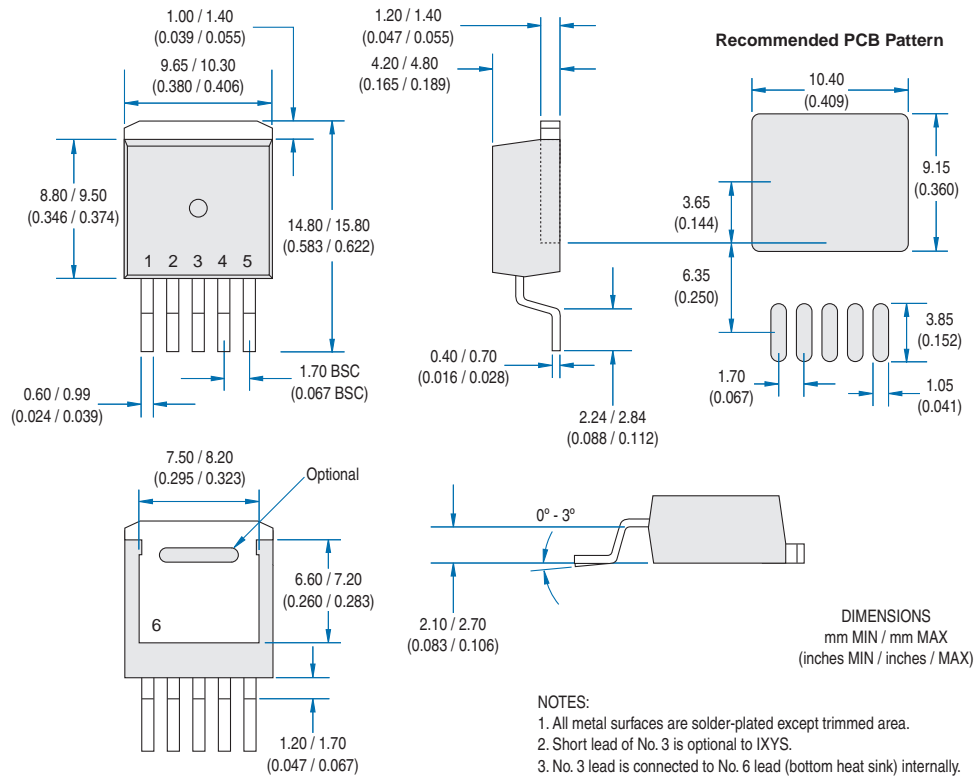 1.00 / 1.40
(0.039 / 0.055)
9.65 / 10.30
(0.380 / 0.406)
8.80 / 9.50
(0.346 / 0.374)
14.80 / 15.80
(0.583 / 0.622)
1 2 3 4 5
1.70 BSC
(0.067 BSC)
0.60 / 0.99
(0.024 / 0.039)
1.20 / 1.40
(0.047 / 0.055)
4.20 / 4.80
(0.165 / 0.189)
0.40 / 0.70
(0.016 / 0.028)
2.24 / 2.84
(0.088 / 0.112)
Recommended PCB Pattern
10.40
(0.409)
9.15
(0.360)
3.65
(0.144)
6.35
(0.250)
3.85
(0.152)
1.70
(0.067)
1.05
(0.041)
7.50 / 8.20
(0.295 / 0.323)
Optional
6.60 / 7.20
(0.260 / 0.283)
6
1.20 / 1.70
(0.047 / 0.067)
0º - 3º
2.10 / 2.70
(0.083 / 0.106)
DIMENSIONS
mm MIN / mm MAX
(inches MIN / inches / MAX)
NOTES:
1. All metal surfaces are solder-plated except trimmed area.
2. Short lead of No. 3 is optional to IXYS.
3. No. 3 lead is connected to No. 6 lead (bottom heat sink) internally.